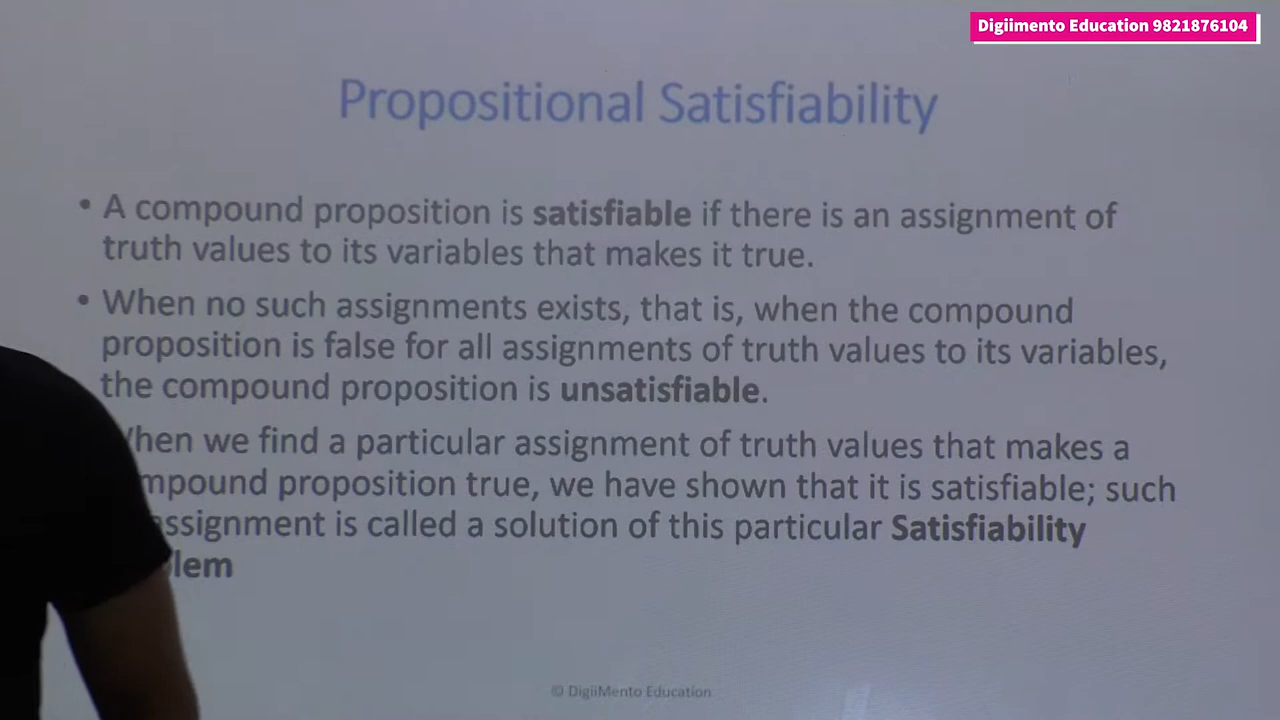 Digiimento Education 9821876104
Propositional Satisfiability
• A compound proposition is satisfiable if there is an assignment of
truth values to its variables that makes it true.
• When no such assignments exists, that is, when the compound
proposition is false for all assignments of truth values to its variables,
the compound proposition is unsatisfiable.
hen we find a particular assignment of truth values that makes a
mpound proposition true, we have shown that it is satisfiable; such
assignment is called a solution of this particular Satisfiability
lem
© DigiiMento Education